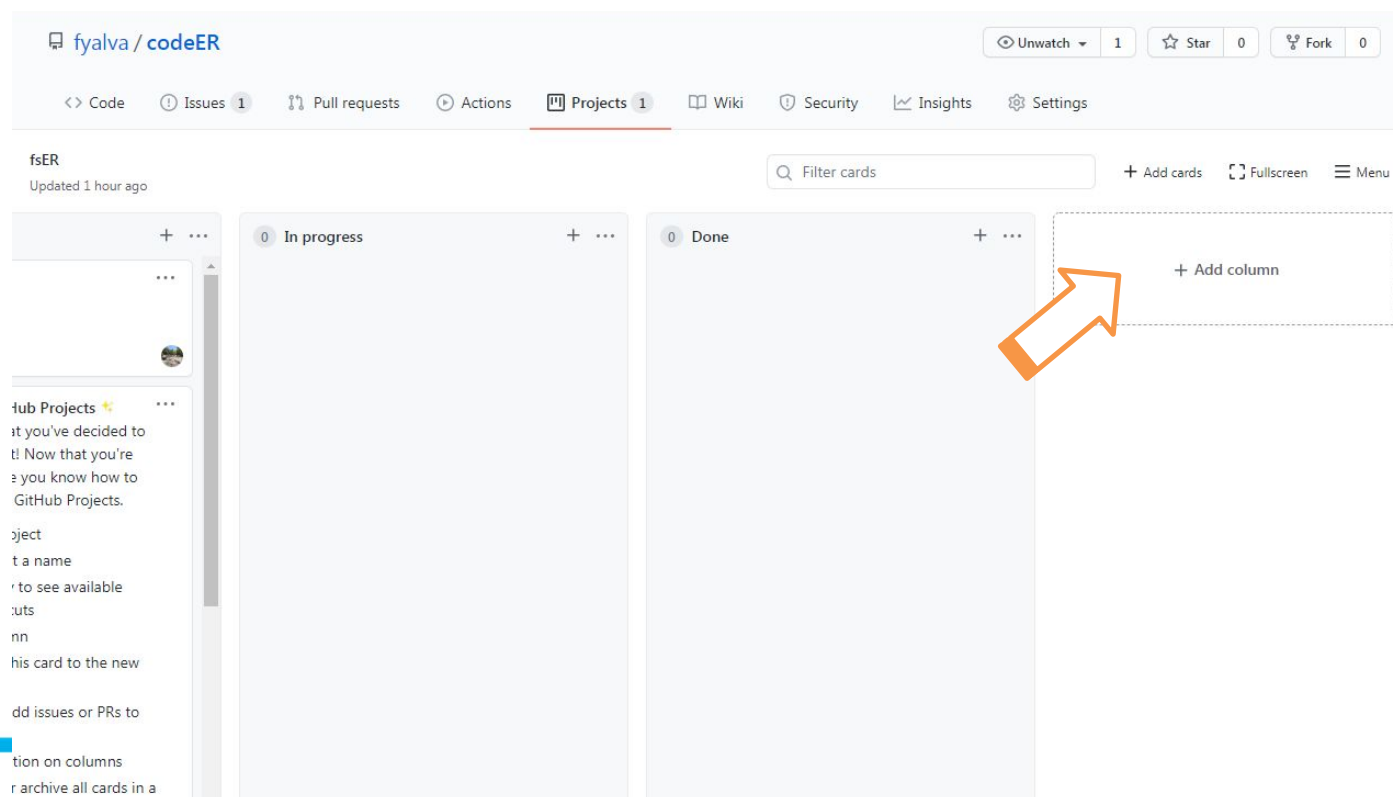 fyalva / codeER
Unwatch 1 Star 0 Fork 0
Code Issues 1 Pull requests Actions Projects 1 Wiki Security Insights Settings
fsER
Updated 1 hour ago
Filter cards
+ Add cards Fullscreen Menu
0 In progress
0 Done
+ Add column
Hub Projects ✨
at you've decided to
t! Now that you're
e you know how to
GitHub Projects.
oject
t a name
to see available
cuts
mn
his card to the new
dd issues or PRs to
tion on columns
r archive all cards in a